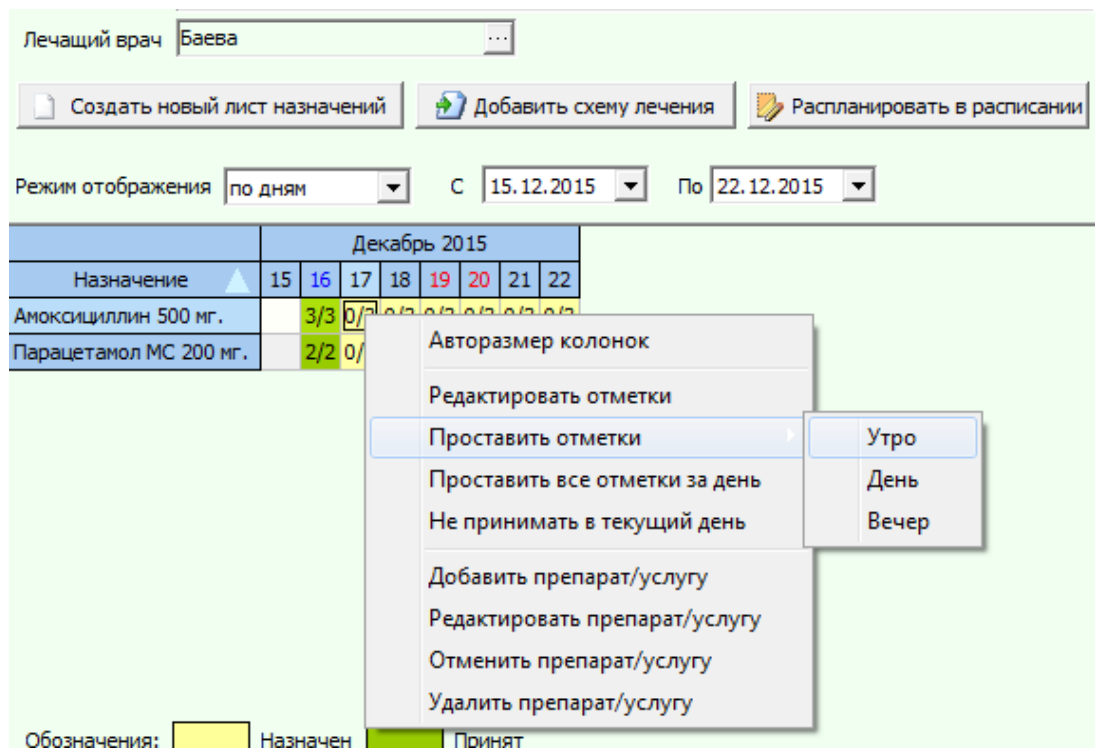 Лечащий врач Баева ...
Создать новый лист назначений Добавить схему лечения Распланировать в расписании
Режим отображения по дням С 15.12.2015 По 22.12.2015
Декабрь 2015
Назначение 15 16 17 18 19 20 21 22
Амоксициллин 500 мг. 3/3
Парацетамол МС 200 мг. 2/2 0/
Авторазмер колонок
Редактировать отметки
Проставить отметки
Проставить все отметки за день
Не принимать в текущий день
Добавить препарат/услугу
Редактировать препарат/услугу
Отменить препарат/услугу
Удалить препарат/услугу
Утро
День
Вечер
Обозначения: Назначен Принят